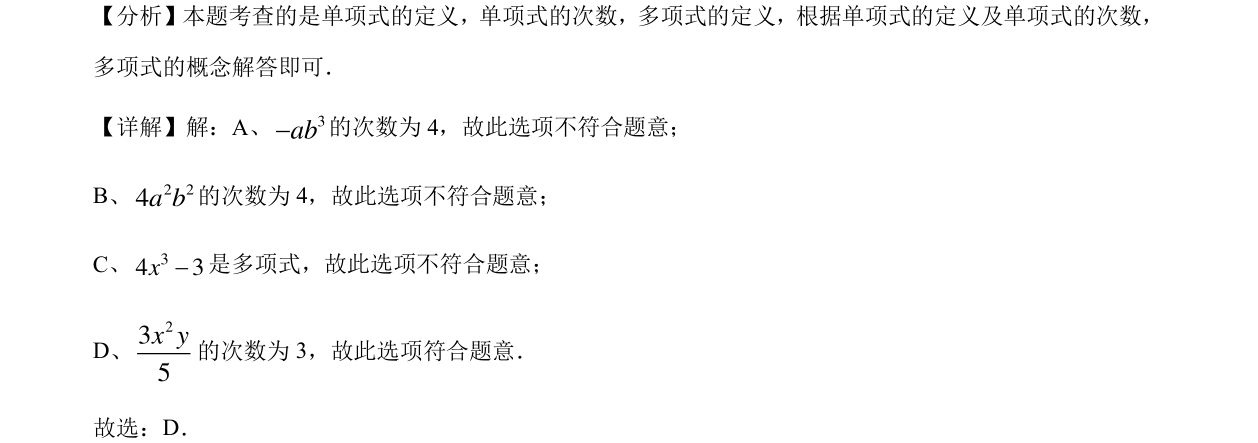 【分析】本题考查的是单项式的定义，单项式的次数，多项式的定义，根据单项式的定义及单项式的次数，
多项式的概念解答即可．
【详解】解：A、$-ab^3$的次数为 4，故此选项不符合题意；
B、$4a^2b^2$的次数为 4，故此选项不符合题意；
C、$4x^3-3$是多项式，故此选项不符合题意；
D、$\frac{3x^2y}{5}$的次数为 3，故此选项符合题意．
故选：D．